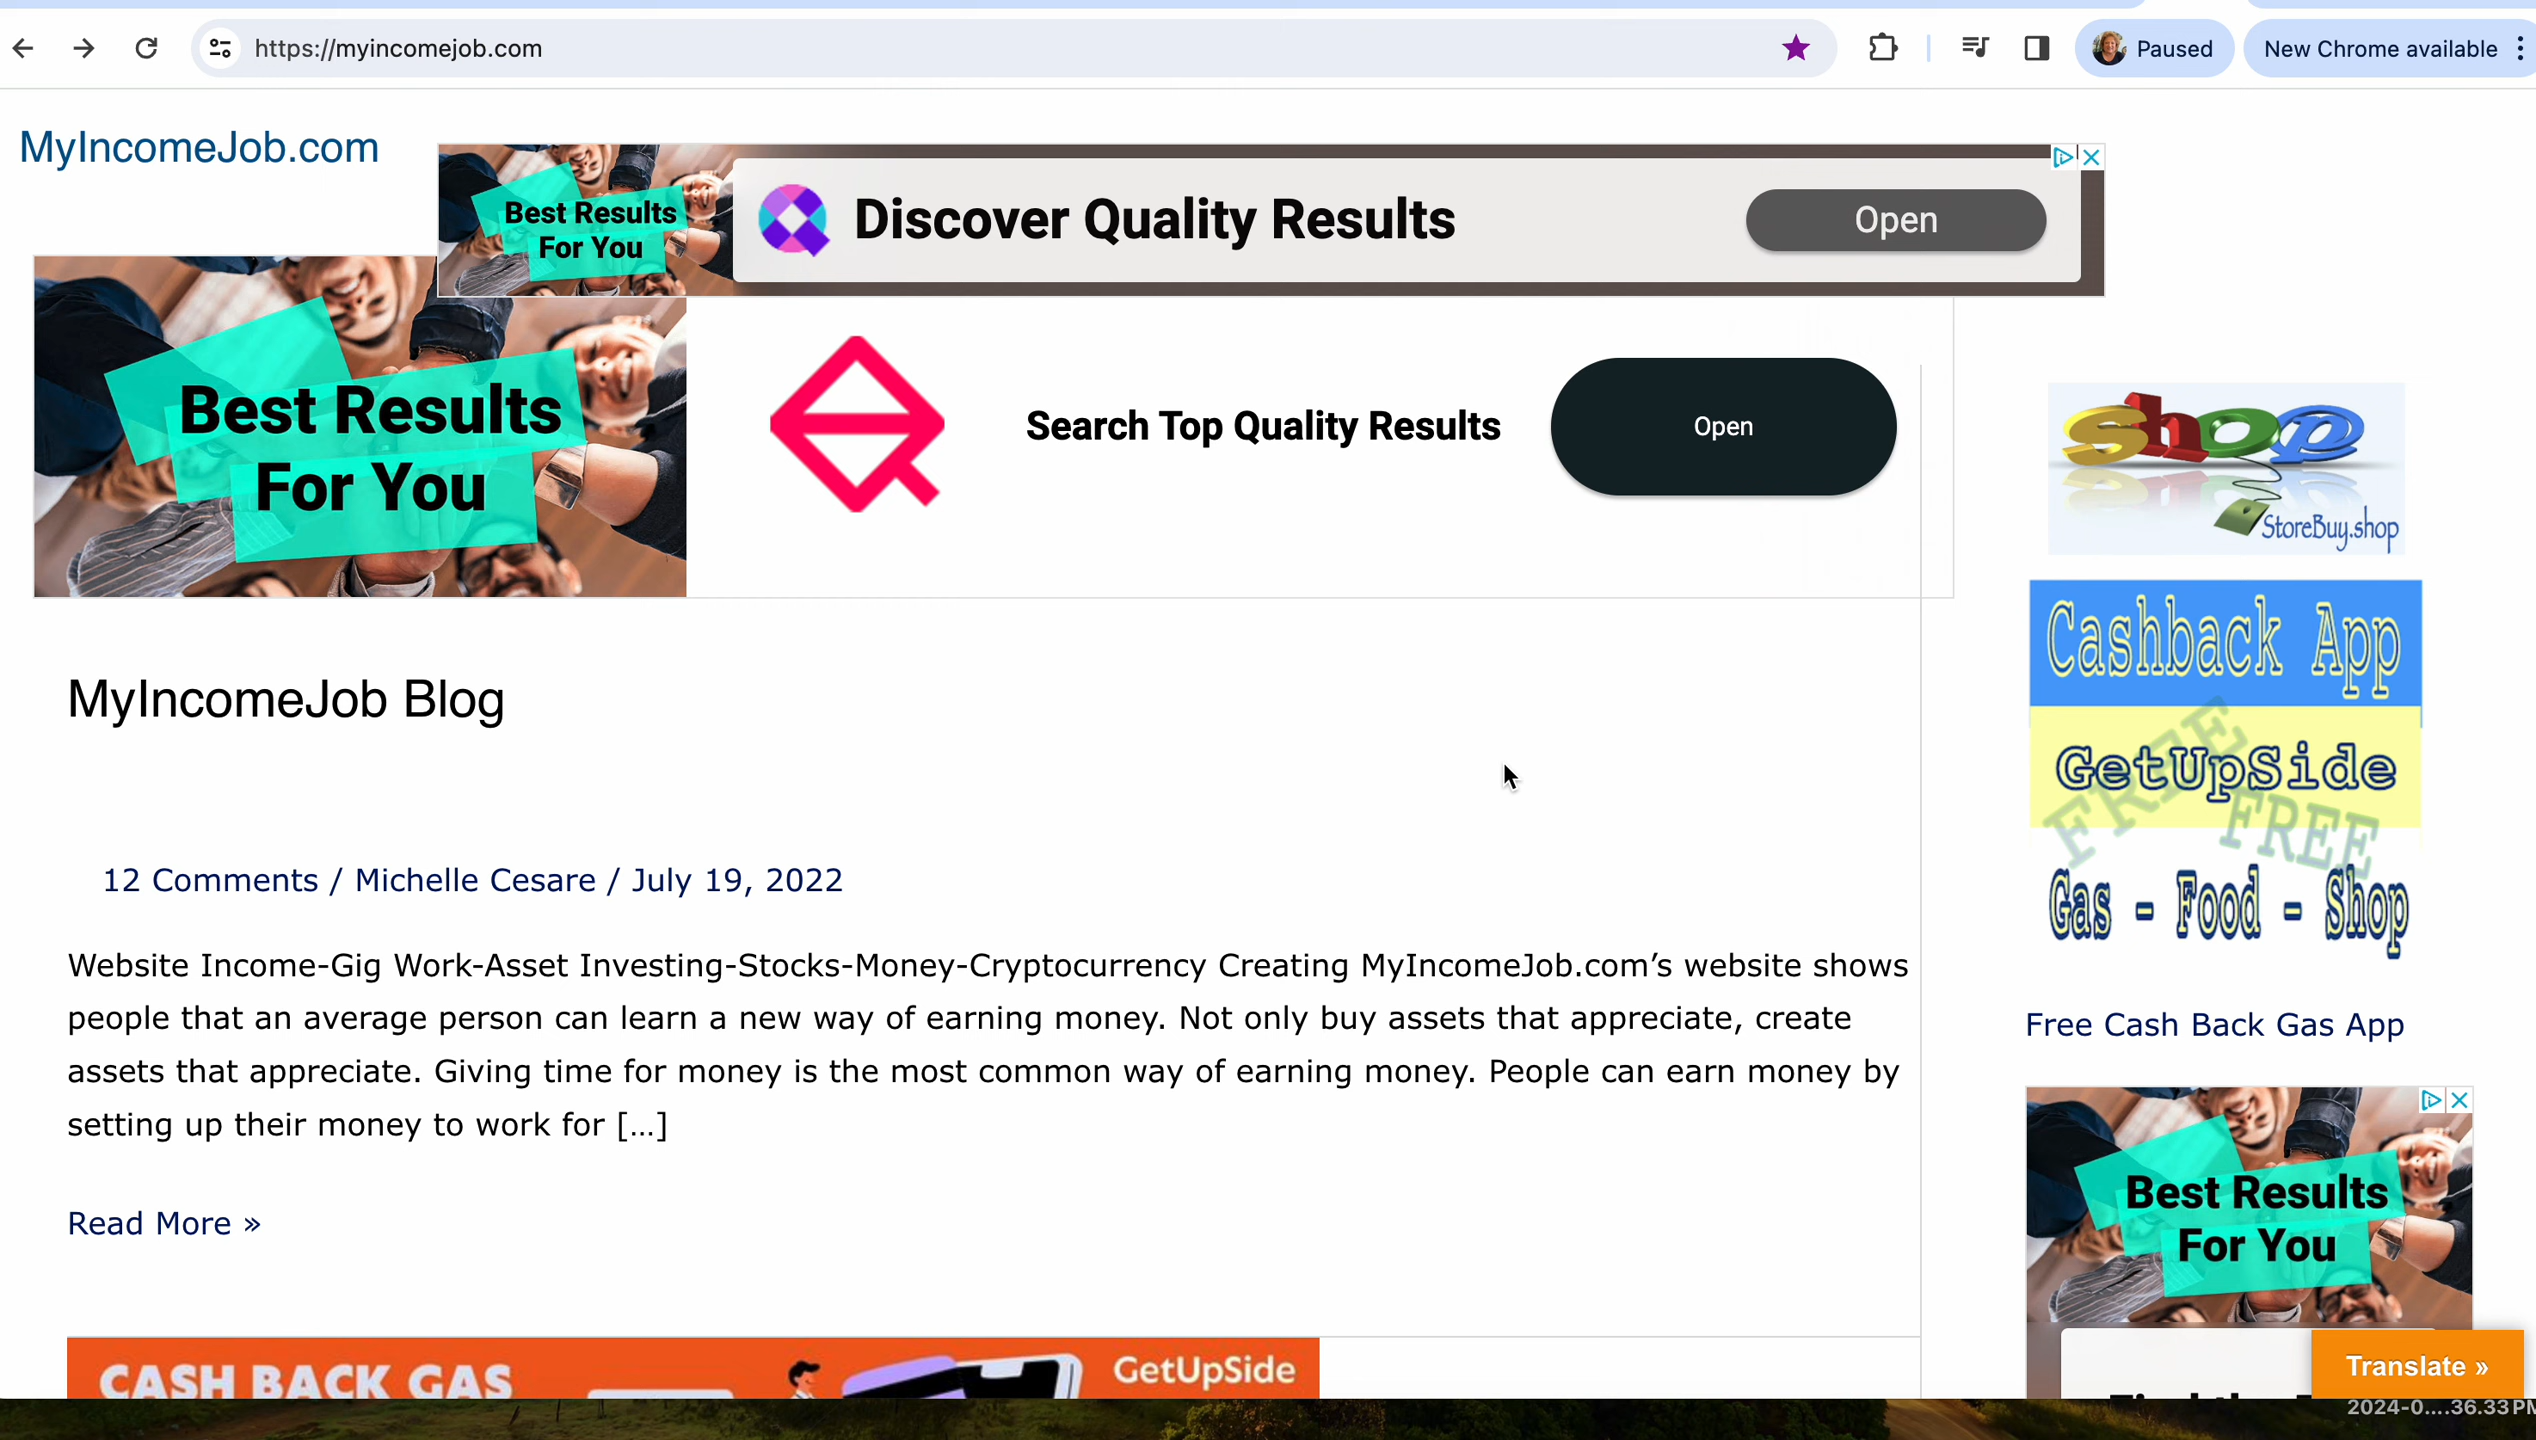 https://myincomejob.com
Paused
New Chrome available
MyIncomeJob.com
Best Results
For You
Discover Quality Results
Open
Best Results
For You
Search Top Quality Results
Open
shop
StoreBuy.shop
Cashback App
GetUpSide
FREE
FREE
Gas - Food - Shop
MyIncomeJob Blog
12 Comments / Michelle Cesare / July 19, 2022
Website Income-Gig Work-Asset Investing-Stocks-Money-Cryptocurrency Creating MyIncomeJob.com’s website shows
people that an average person can learn a new way of earning money. Not only buy assets that appreciate, create
assets that appreciate. Giving time for money is the most common way of earning money. People can earn money by
setting up their money to work for [...]
Read More »
Free Cash Back Gas App
Best Results
For You
Translate »
CASH BACK GAS
GetUpSide
2024-0....36.33 PM